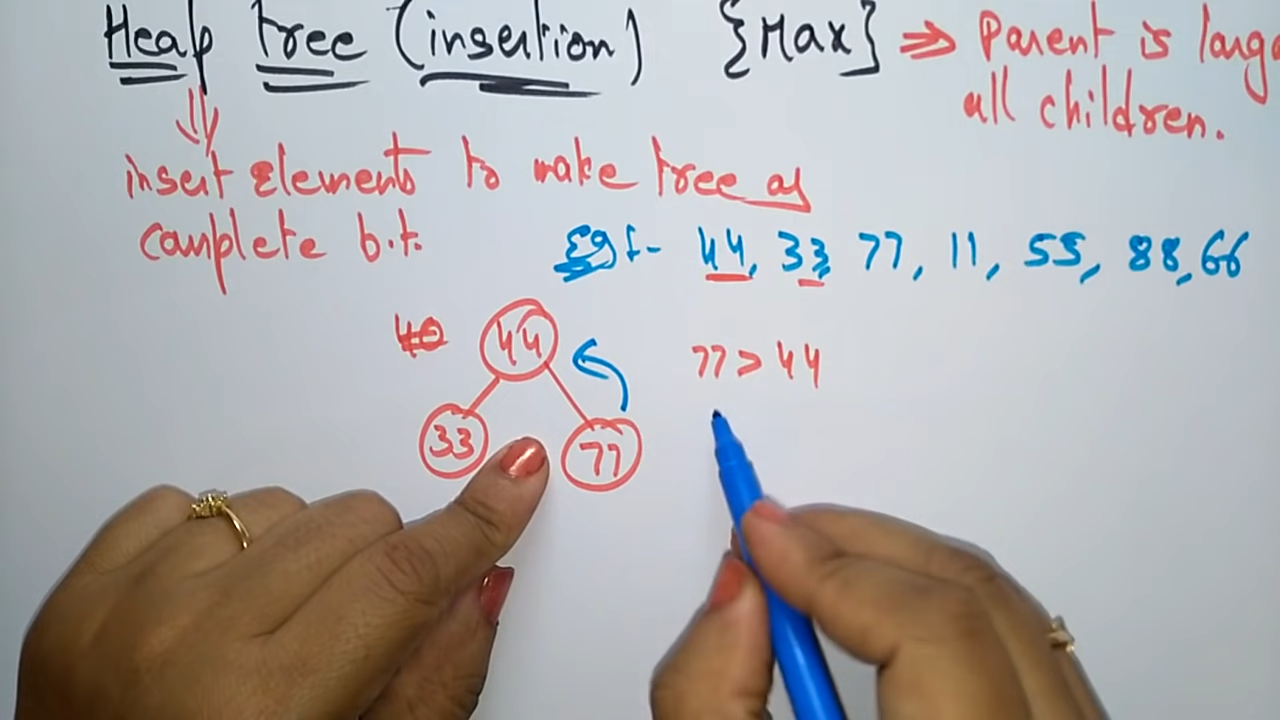 Heap tree (insertion) {Max} ⇒ Parent is
all children.
insert Elements to make tree as
complete b.t.
Eg:- 44, 33, 77, 11, 55, 88, 66
44
77 > 44
33
77